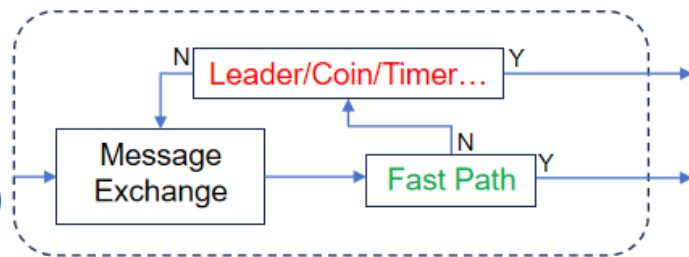 N
Leader/Coin/Timer…
Y
Message
Exchange
N
Fast Path
Y